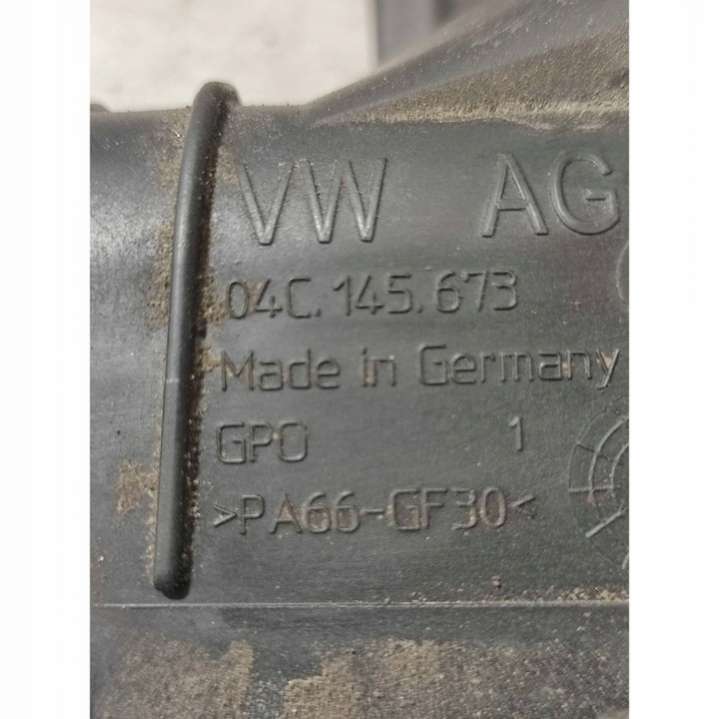 VW AG
04C.145.673
Made in Germany
GPO 1
>PA66-GF30<